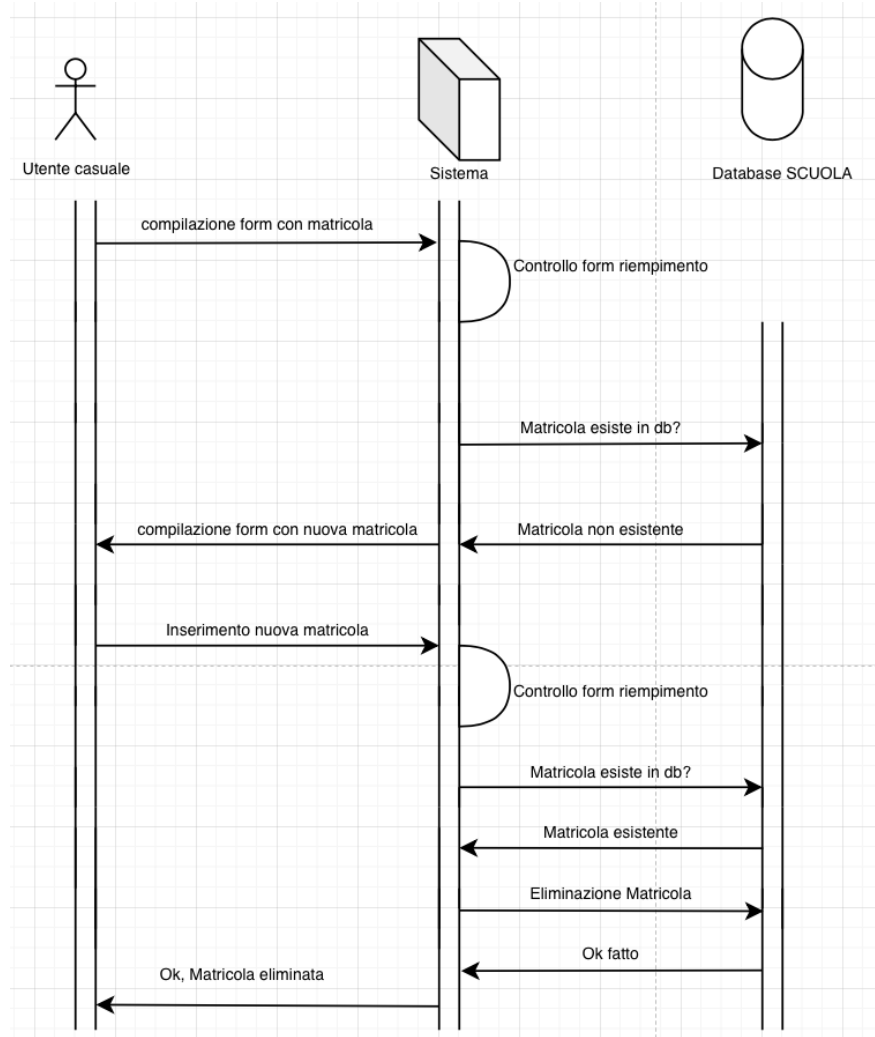 Utente casuale
Sistema
Database SCUOLA
compilazione form con matricola
Controllo form riempimento
Matricola esiste in db?
compilazione form con nuova matricola
Matricola non esistente
Inserimento nuova matricola
Controllo form riempimento
Matricola esiste in db?
Matricola esistente
Eliminazione Matricola
Ok fatto
Ok, Matricola eliminata